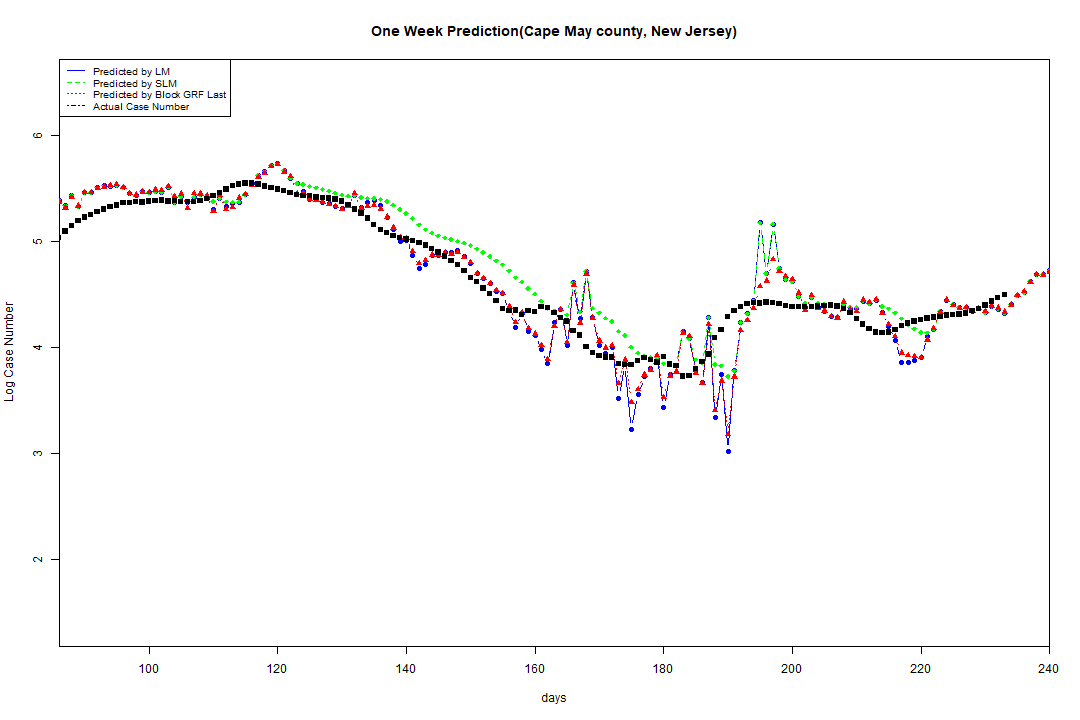 One Week Prediction(Cape May county, New Jersey)
Predicted by LM
Predicted by SLM
Predicted by Block GRF Last
Actual Case Number
6
5
4
3
2
Log Case Number
100 120 140 160 180 200 220 240
days